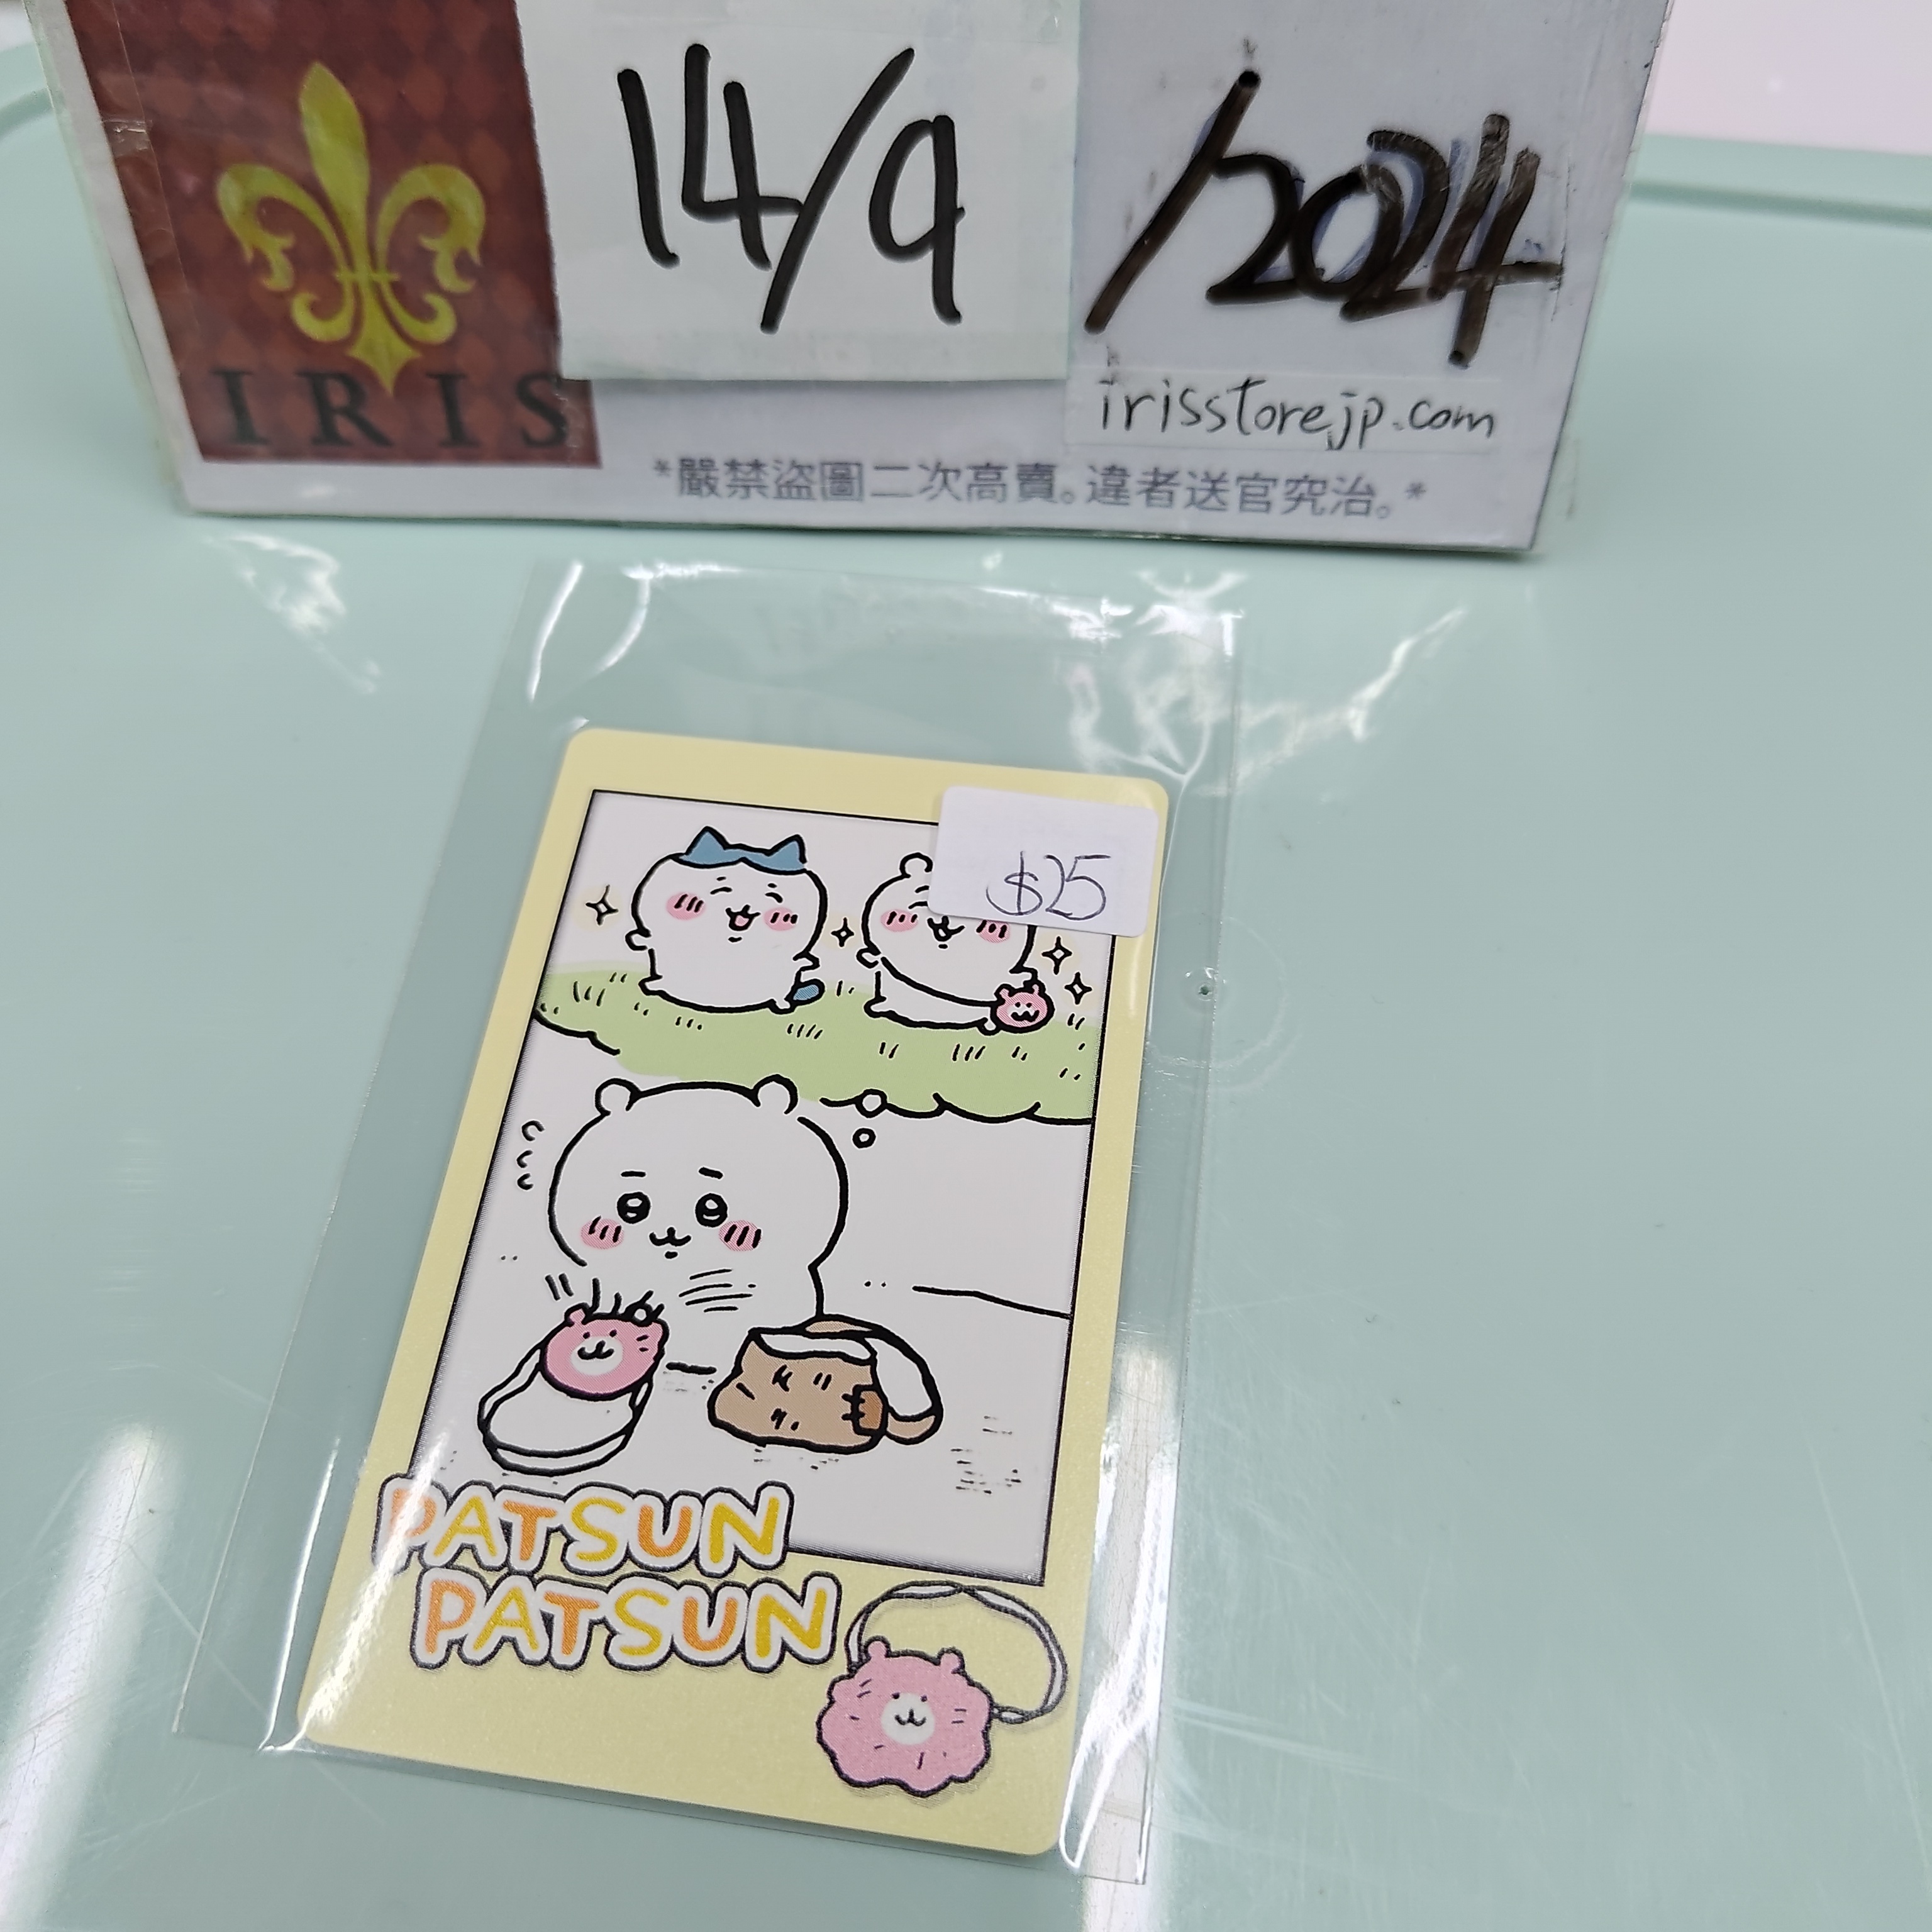 14/9 /2024
IRIS
irisstorejp.com
*嚴禁盜圖二次高賣。違者送官究治。*
$25
PATSUN
PATSUN